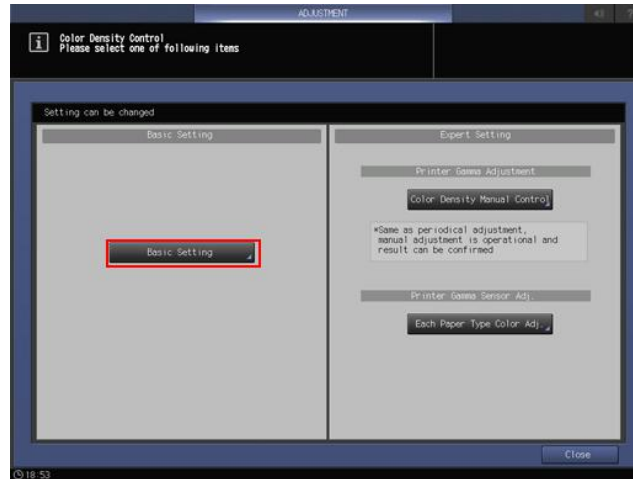 ADJUSTMENT
Color Density Control
Please select one of following items
Setting can be changed
Basic Setting
Basic Setting
Expert Setting
Printer Gamma Adjustment
Color Density Manual Control
*Same as periodical adjustment,
manual adjustment is operational and
result can be confirmed
Printer Gamma Sensor Adj.
Each Paper Type Color Adj.
Close
18:53